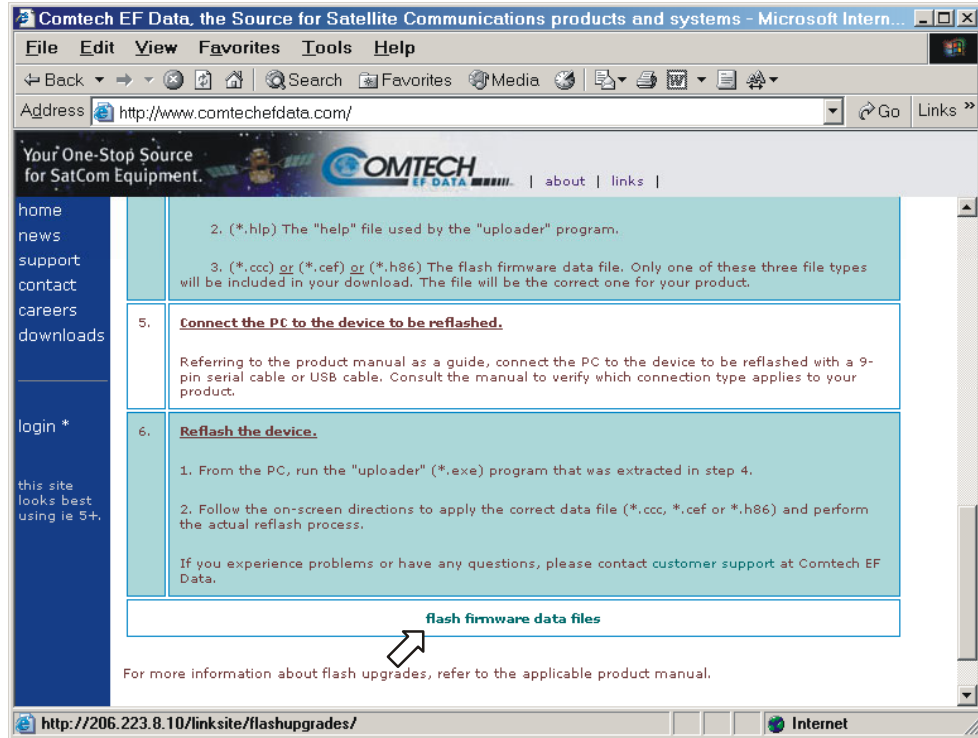 Comtech EF Data, the Source for Satellite Communications products and systems - Microsoft Intern...
File Edit View Favorites Tools Help
Back Search Favorites Media
Address http://www.comtechefdata.com/ Go Links »
Your One-Stop Source
for SatCom Equipment.
COMTECH
EF DATA
| about | links |
home
news
support
contact
careers
downloads
login *
this site
looks best
using ie 5+.
2. (*.hlp) The "help" file used by the "uploader" program.
3. (*.ccc) or (*.cef) or (*.h86) The flash firmware data file. Only one of these three file types
will be included in your download. The file will be the correct one for your product.
5. Connect the PC to the device to be reflashed.
Referring to the product manual as a guide, connect the PC to the device to be reflashed with a 9-
pin serial cable or USB cable. Consult the manual to verify which connection type applies to your
product.
6. Reflash the device.
1. From the PC, run the "uploader" (*.exe) program that was extracted in step 4.
2. Follow the on-screen directions to apply the correct data file (*.ccc, *.cef or *.h86) and perform
the actual reflash process.
If you experience problems or have any questions, please contact customer support at Comtech EF
Data.
flash firmware data files
For more information about flash upgrades, refer to the applicable product manual.
http://206.223.8.10/linksite/flashupgrades/ Internet